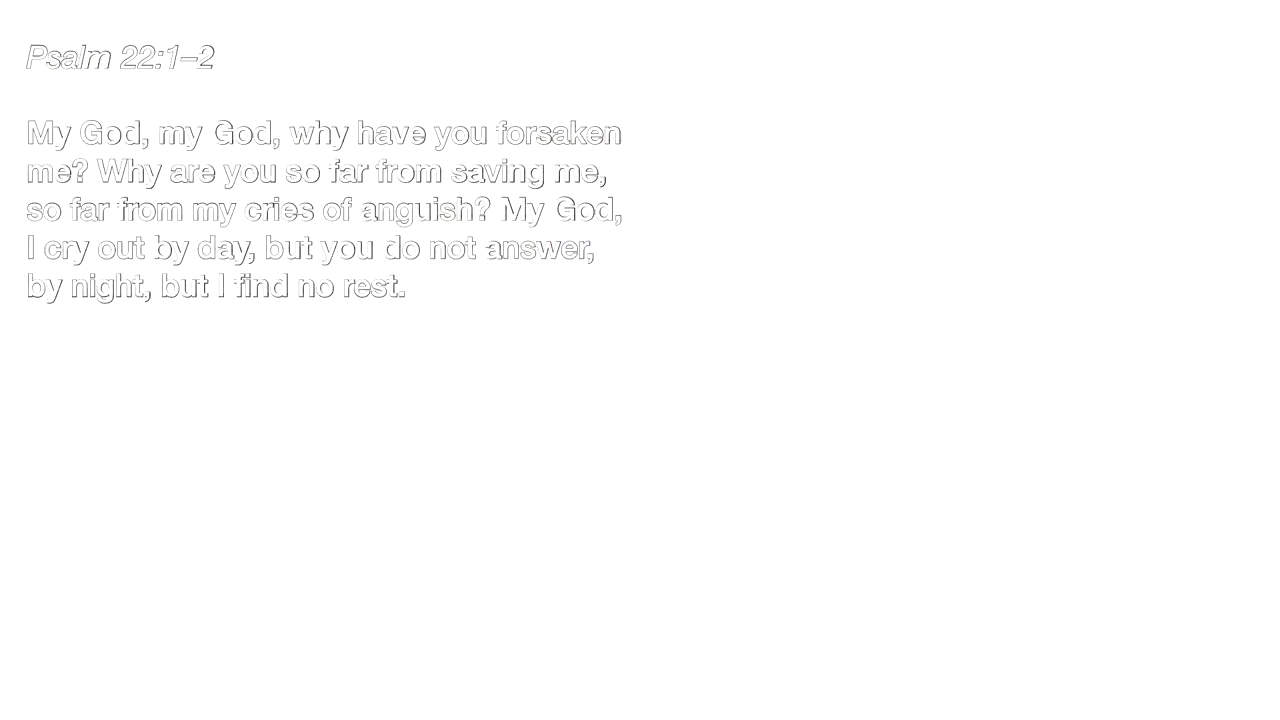 Psalm 22:1–2
My God, my God, why have you forsaken
me? Why are you so far from saving me,
so far from my cries of anguish? My God,
I cry out by day, but you do not answer,
by night, but I find no rest.